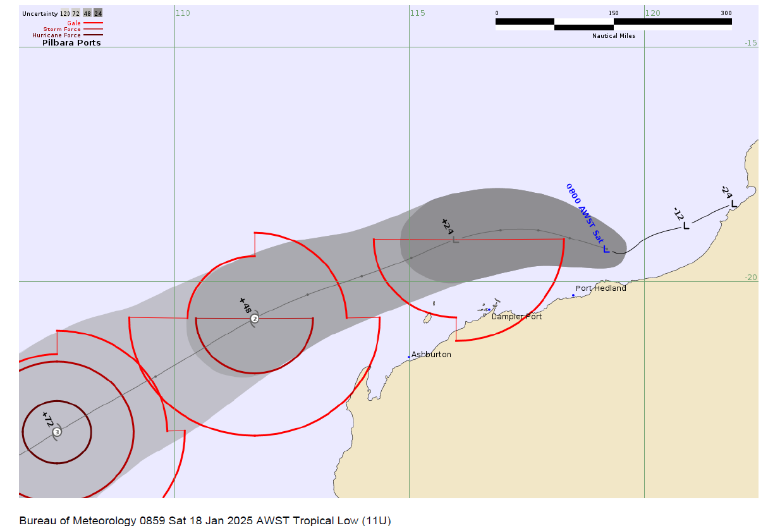 Uncertainty 120 72 48 24
Gale
Storm Force
Hurricane Force
Pilbara Ports
110
115
120
0
150
300
Nautical Miles
-15
-24
-12
0800 AWST Sat L
+24
-20
Port Hedland
+48
2
Dampier Port
Ashburton
+72
3
Bureau of Meteorology 0859 Sat 18 Jan 2025 AWST Tropical Low (11U)